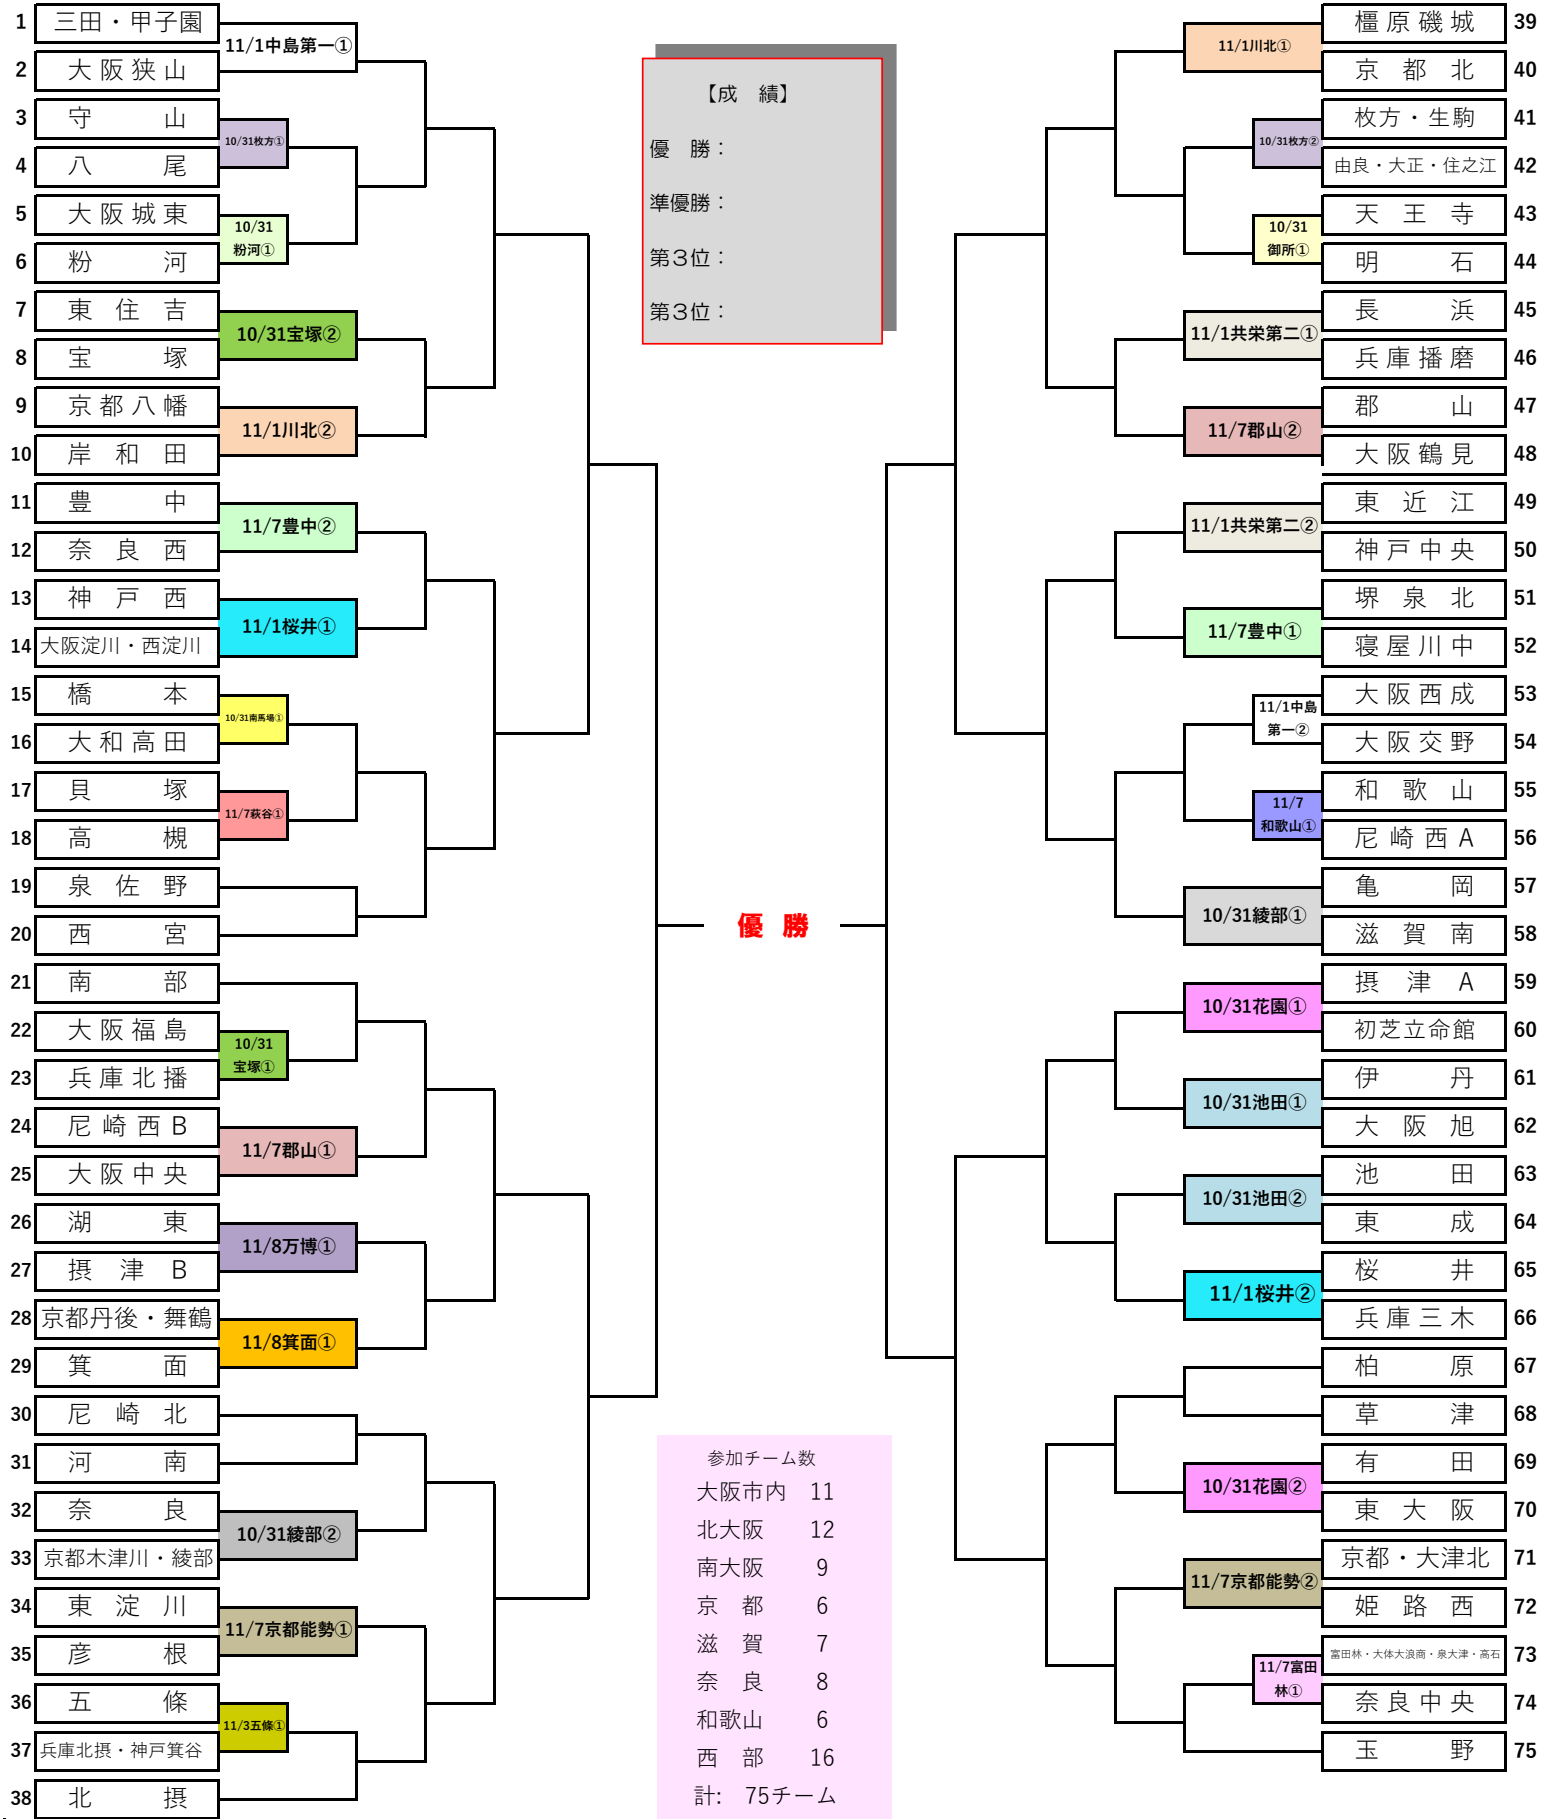 1 三田・甲子園
11/1中島第一①
2 大阪狭山
3 守山
10/31枚方①
4 八尾
5 大阪城東
10/31
粉河①
6 粉河
7 東住吉
10/31宝塚②
8 宝塚
9 京都八幡
11/1川北②
10 岸和田
11 豊中
11/7豊中②
12 奈良西
13 神戸西
11/1桜井①
14 大阪淀川・西淀川
15 橋本
10/31南馬場①
16 大和高田
17 貝塚
11/7萩谷①
18 高槻
19 泉佐野
20 西宮
21 南部
22 大阪福島
10/31
宝塚①
23 兵庫北播
24 尼崎西B
11/7郡山①
25 大阪中央
26 湖東
11/8万博①
27 摂津B
28 京都丹後・舞鶴
11/8箕面①
29 箕面
30 尼崎北
31 河南
32 奈良
10/31綾部②
33 京都木津川・綾部
34 東淀川
11/7京都能勢①
35 彦根
36 五條
11/3五條①
37 兵庫北摂・神戸箕谷
38 北摂
【成 績】
優 勝：
準優勝：
第３位：
第３位：
優 勝
参加チーム数
大阪市内 11
北大阪 12
南大阪 9
京 都 6
滋 賀 7
奈 良 8
和歌山 6
西 部 16
計: 75チーム
橿原磯城 39
11/1川北①
京都北 40
枚方・生駒 41
10/31枚方②
由良・大正・住之江 42
天王寺 43
10/31
御所①
明石 44
長浜 45
11/1共栄第二①
兵庫播磨 46
郡山 47
11/7郡山②
大阪鶴見 48
東近江 49
11/1共栄第二②
神戸中央 50
堺泉北 51
11/7豊中①
寝屋川中 52
大阪西成 53
11/1中島
第一②
大阪交野 54
和歌山 55
11/7
和歌山①
尼崎西A 56
亀岡 57
10/31綾部①
滋賀南 58
摂津A 59
10/31花園①
初芝立命館 60
伊丹 61
10/31池田①
大阪旭 62
池田 63
10/31池田②
東成 64
桜井 65
11/1桜井②
兵庫三木 66
柏原 67
草津 68
有田 69
10/31花園②
東大阪 70
京都・大津北 71
11/7京都能勢②
姫路西 72
富田林・大体大浪商・泉大津・高石 73
11/7富田
林①
奈良中央 74
玉野 75